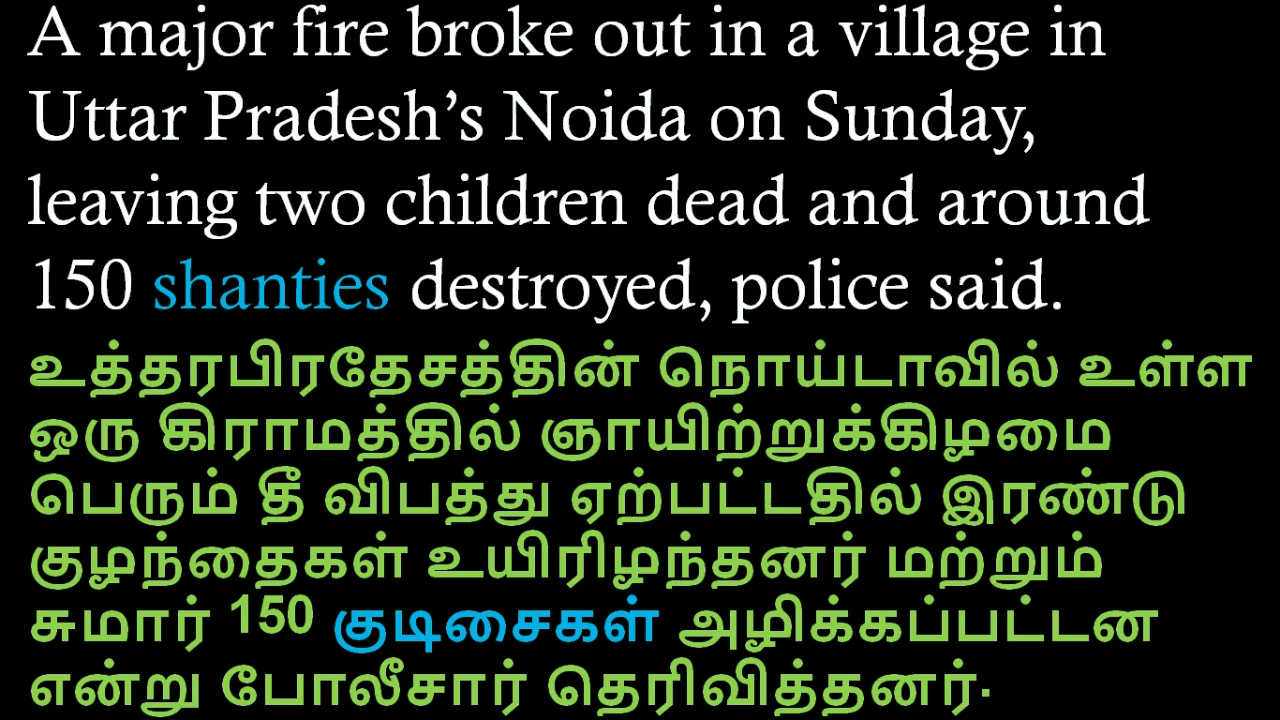 A major fire broke out in a village in
Uttar Pradesh’s Noida on Sunday,
leaving two children dead and around
150 shanties destroyed, police said.
உத்தரபிரதேசத்தின் நொய்டாவில் உள்ள
ஒரு கிராமத்தில் ஞாயிற்றுக்கிழமை
பெரும் தீ விபத்து ஏற்பட்டதில் இரண்டு
குழந்தைகள் உயிரிழந்தனர் மற்றும்
சுமார் 150 குடிசைகள் அழிக்கப்பட்டன
என்று போலீசார் தெரிவித்தனர்.